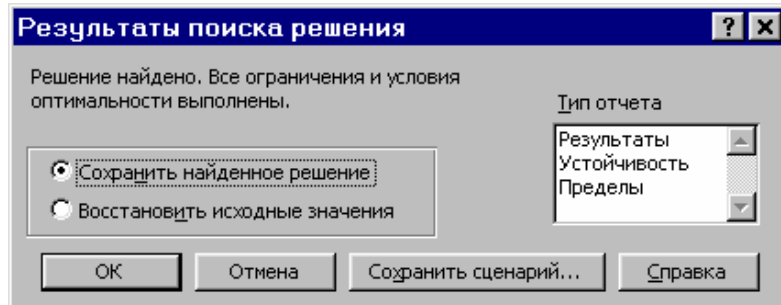 Результаты поиска решения
Решение найдено. Все ограничения и условия
оптимальности выполнены.
Тип отчета
Результаты
Устойчивость
Пределы
Сохранить найденное решение
Восстановить исходные значения
ОК
Отмена
Сохранить сценарий...
Справка